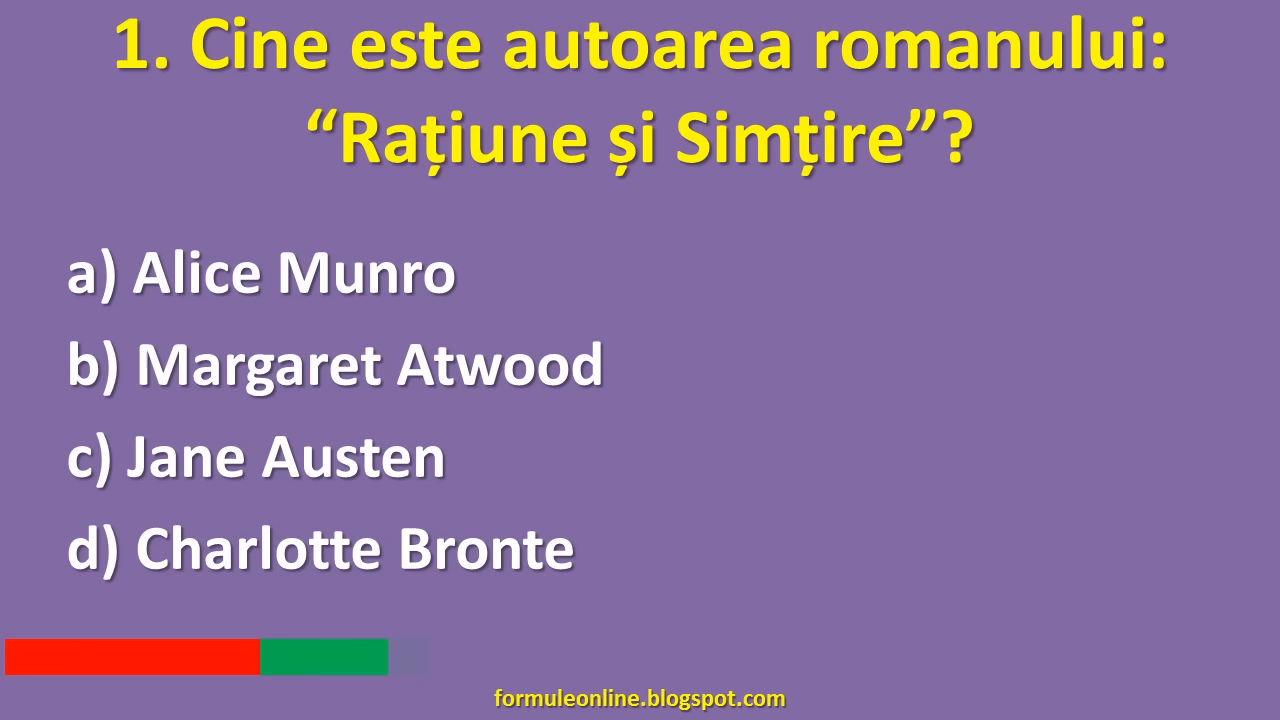 1. Cine este autoarea romanului:
“Rațiune și Simțire”?
a) Alice Munro
b) Margaret Atwood
c) Jane Austen
d) Charlotte Bronte
formuleonline.blogspot.com